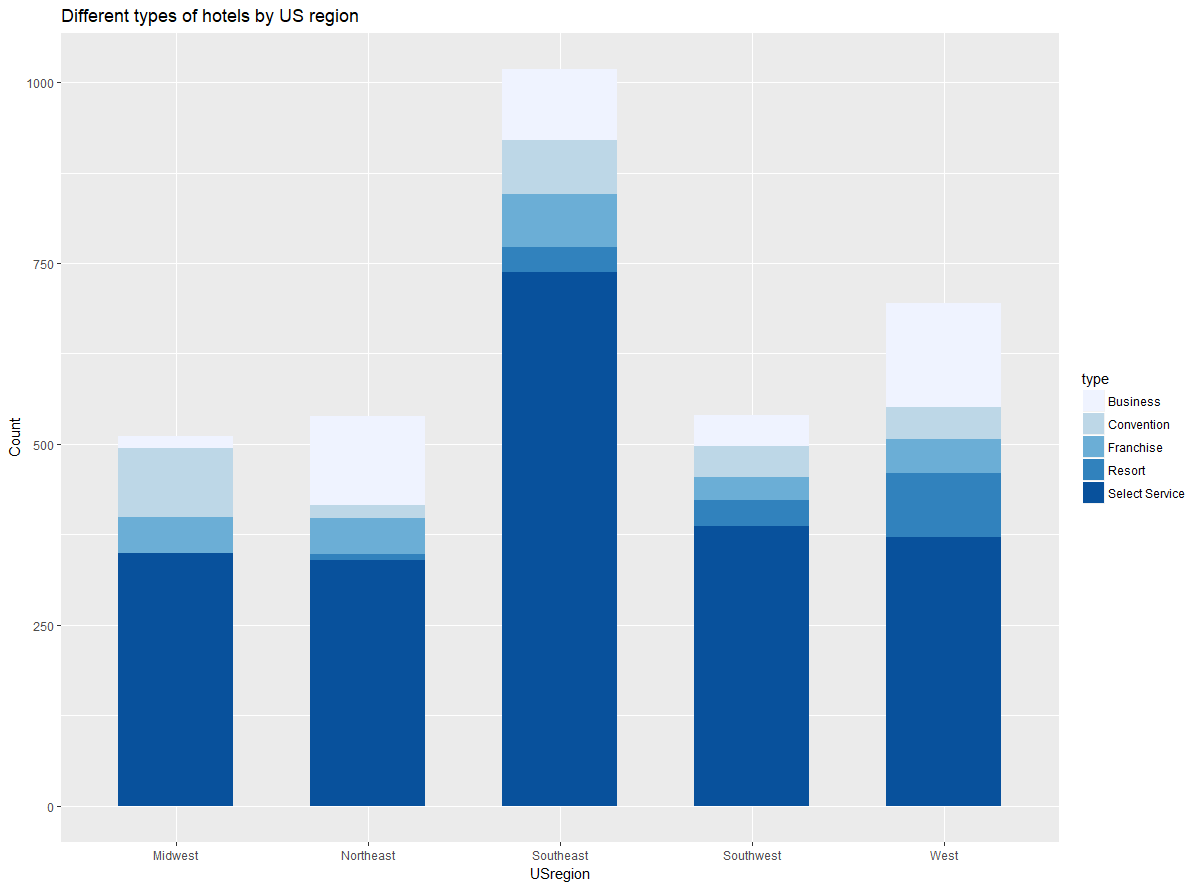 Different types of hotels by US region
1000
750
500
250
0
Count
Midwest
Northeast
Southeast
Southwest
West
USregion
type
Business
Convention
Franchise
Resort
Select Service